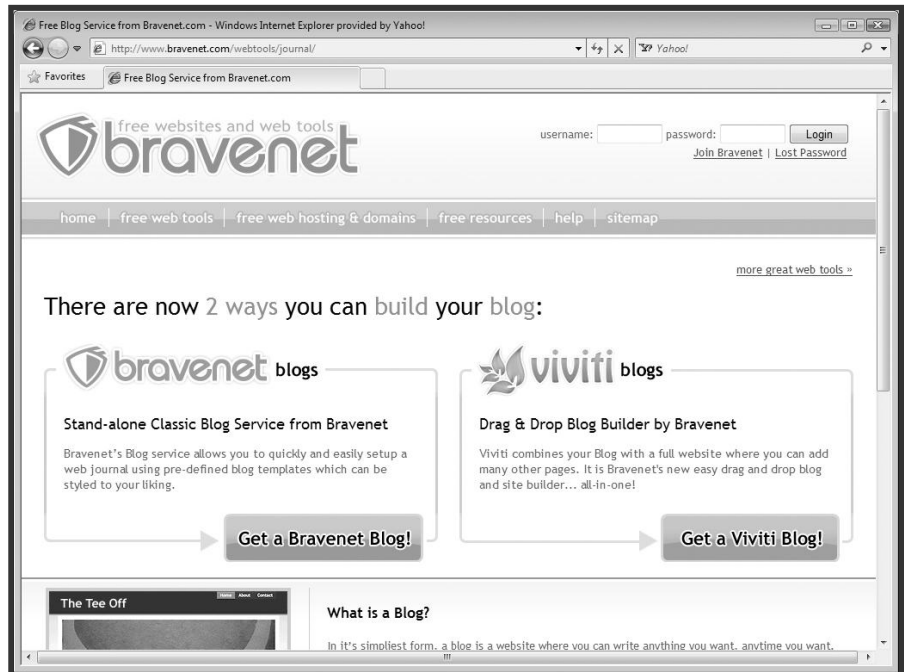 Free Blog Service from Bravenet.com - Windows Internet Explorer provided by Yahoo!
http://www.bravenet.com/webtools/journal/
Yahoo!
Favorites
Free Blog Service from Bravenet.com
free websites and web tools
bravenet
username:
password:
Login
Join Bravenet | Lost Password
home | free web tools | free web hosting & domains | free resources | help | sitemap
more great web tools »
There are now 2 ways you can build your blog:
bravenet blogs
Stand-alone Classic Blog Service from Bravenet
Bravenet's Blog service allows you to quickly and easily setup a
web journal using pre-defined blog templates which can be
styled to your liking.
Get a Bravenet Blog!
viviti blogs
Drag & Drop Blog Builder by Bravenet
Viviti combines your Blog with a full website where you can add
many other pages. It is Bravenet's new easy drag and drop blog
and site builder... all-in-one!
Get a Viviti Blog!
The Tee Off
Home About Contact
What is a Blog?
In it's simpliest form, a blog is a website where you can write anything you want, anytime you want.